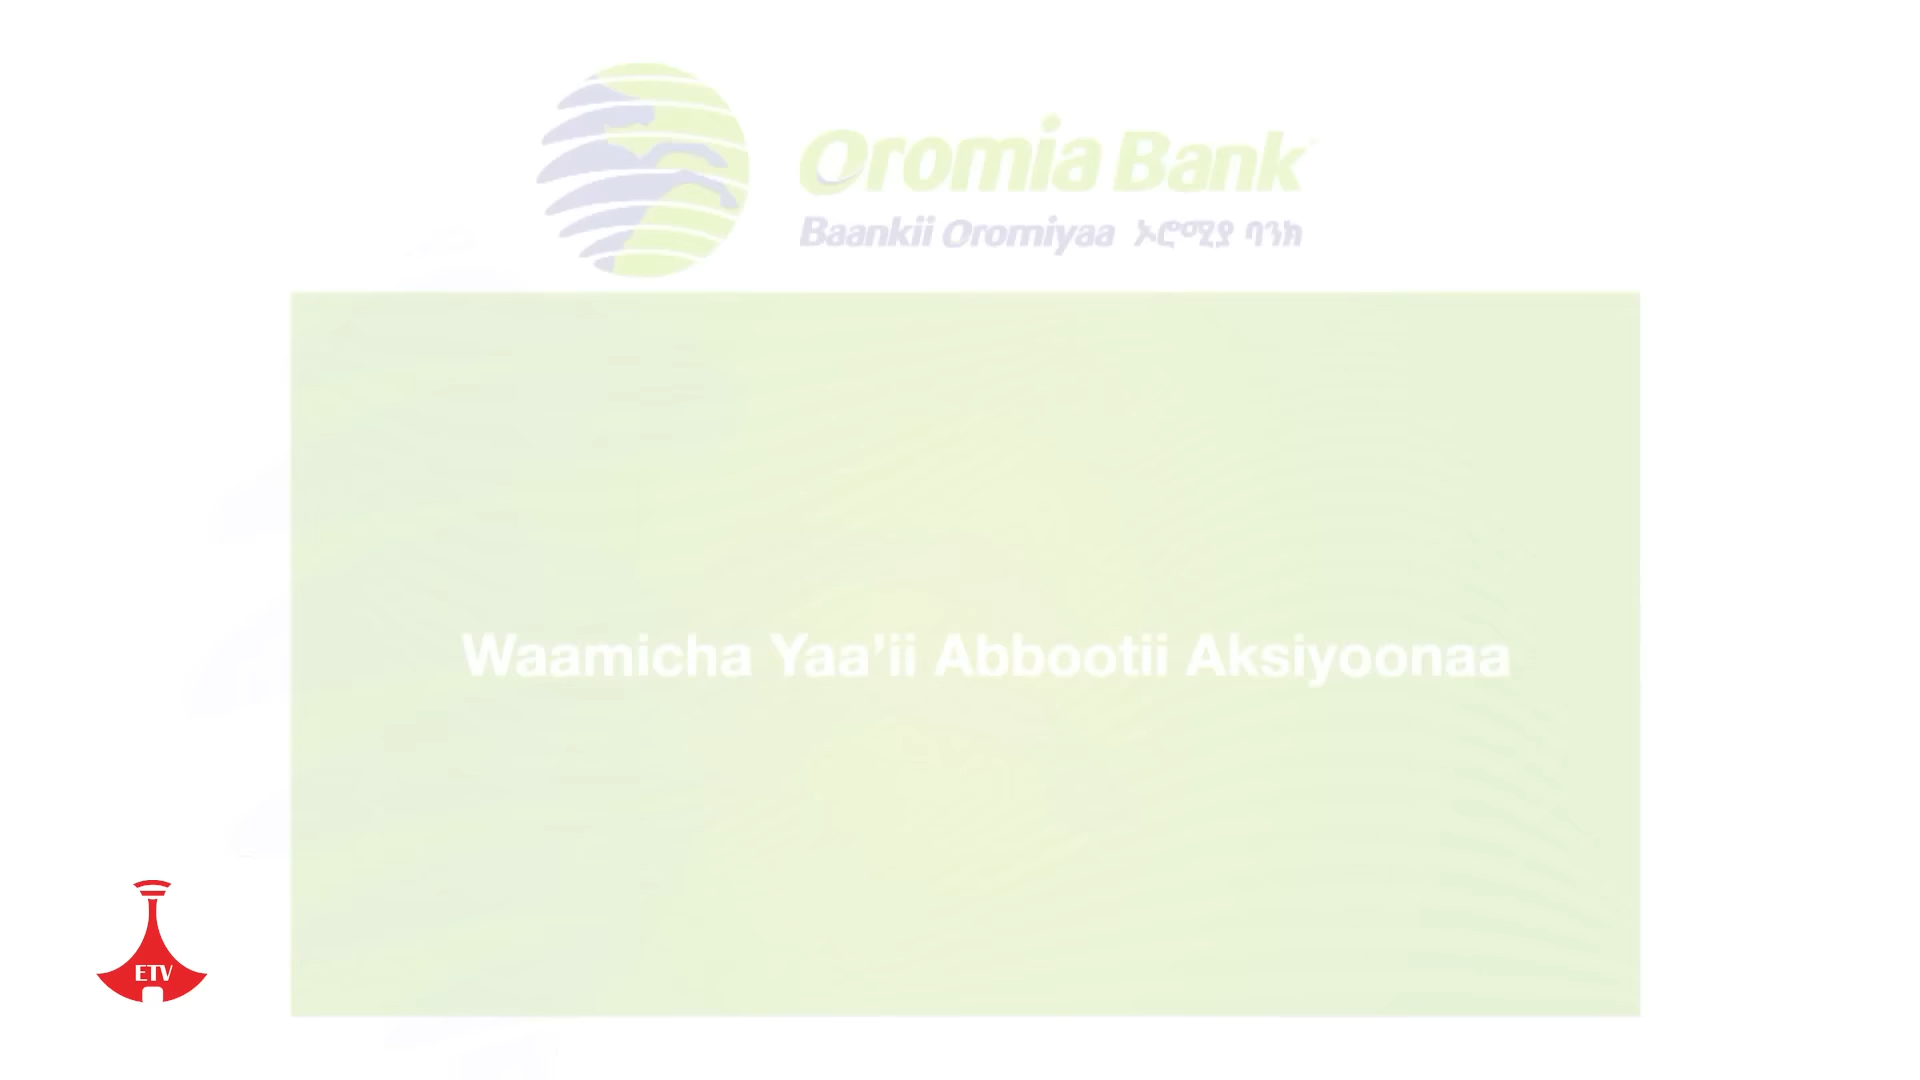 Oromia Bank
Baankii Oromiyaa ኦሮሚያ ባንክ
Waamicha Yaa’ii Abbootii Aksiyoonaa
ETV